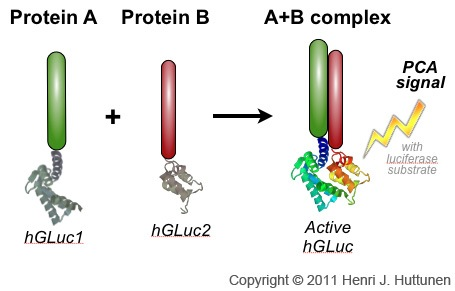 Protein A
Protein B
A+B complex
PCA
signal
+
with
luciferase
substrate
hGLuc1
hGLuc2
Active
hGLuc
Copyright © 2011 Henri J. Huttunen